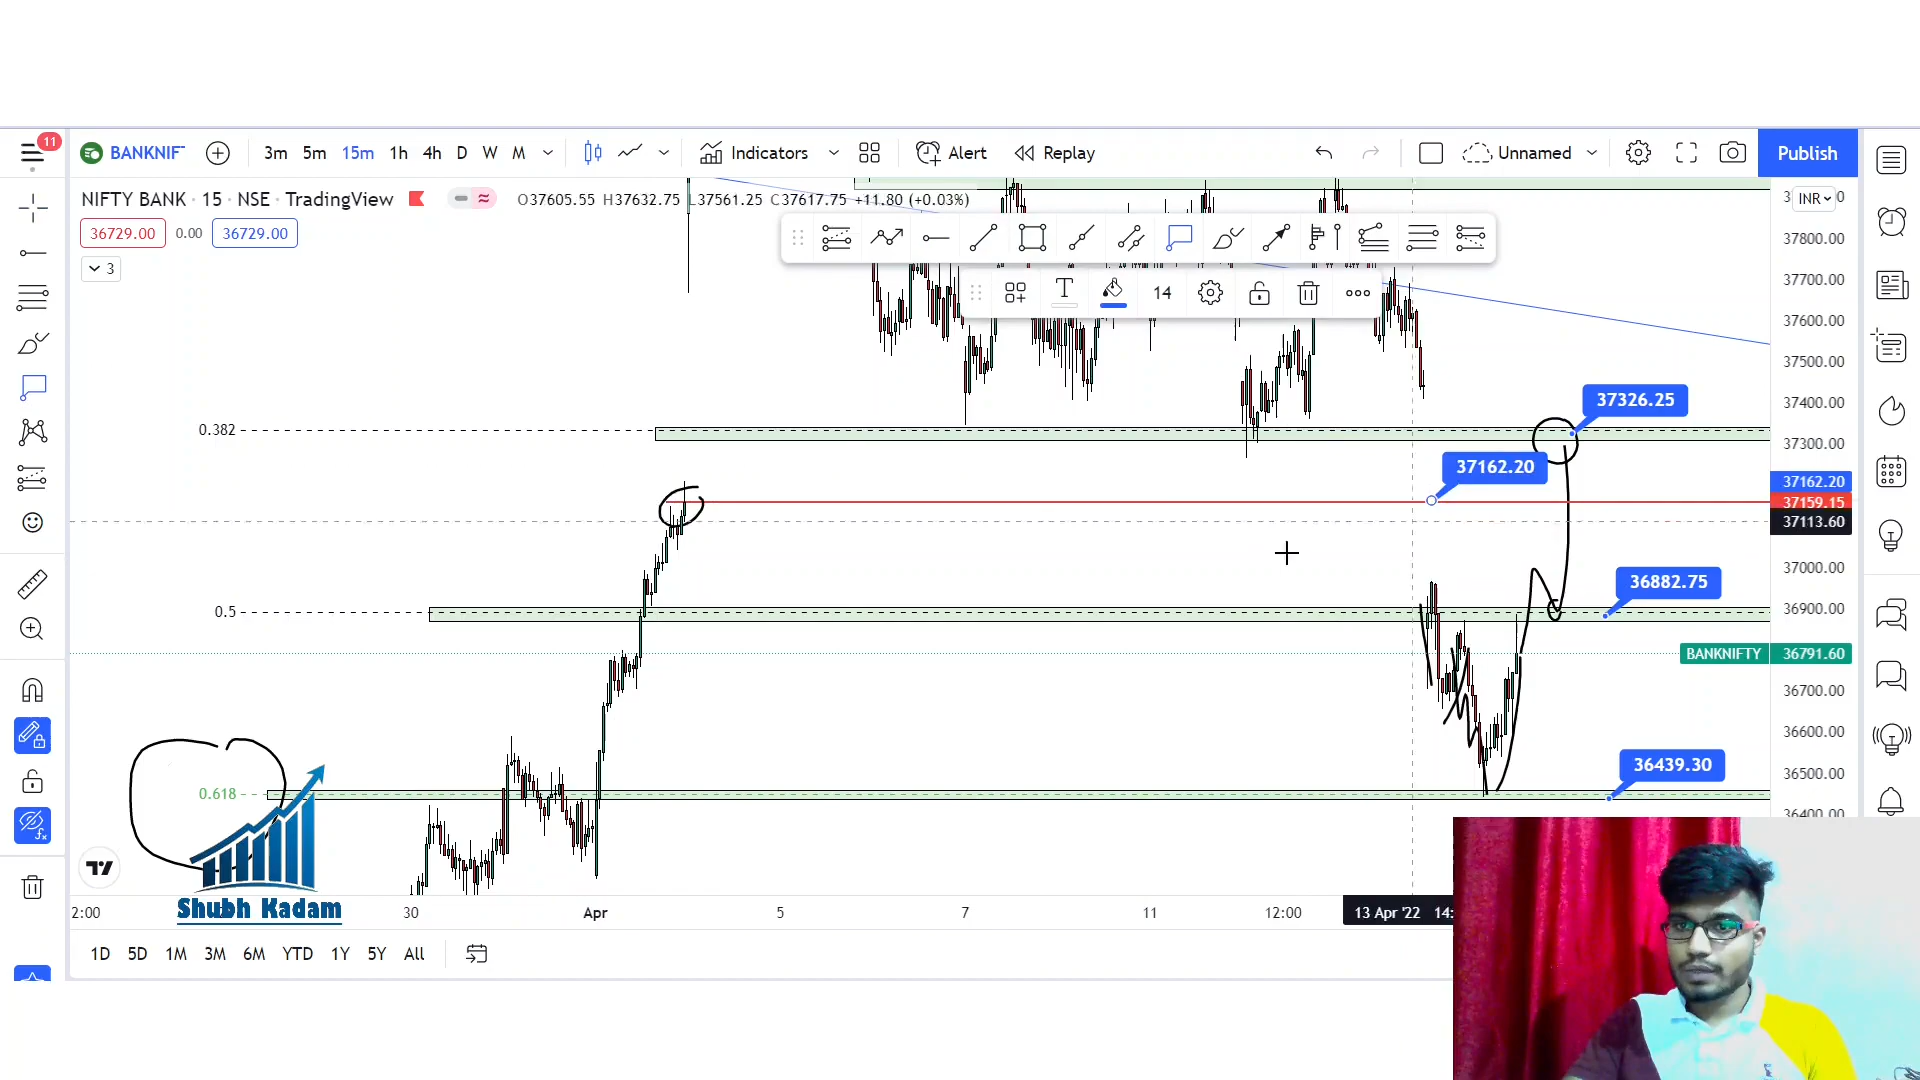 11
BANKNIF
3m 5m 15m 1h 4h D W M
Indicators
Alert
Replay
Unnamed
Publish
NIFTY BANK · 15 · NSE · TradingView
O37605.55 H37632.75 L37561.25 C37617.75 +11.80 (+0.03%)
INR
36729.00 0.00 36729.00
3
T
14
37800.00
37700.00
37600.00
37500.00
37400.00
37326.25
0.382
37300.00
37162.20
37162.20
37159.15
37113.60
37000.00
36882.75
0.5
36900.00
BANKNIFTY 36791.60
36700.00
36600.00
36439.30
36500.00
0.618
36400.00
Shubh Kadam
2:00 30 Apr 5 7 11 12:00 13 Apr '22 14:
1D 5D 1M 3M 6M YTD 1Y 5Y All